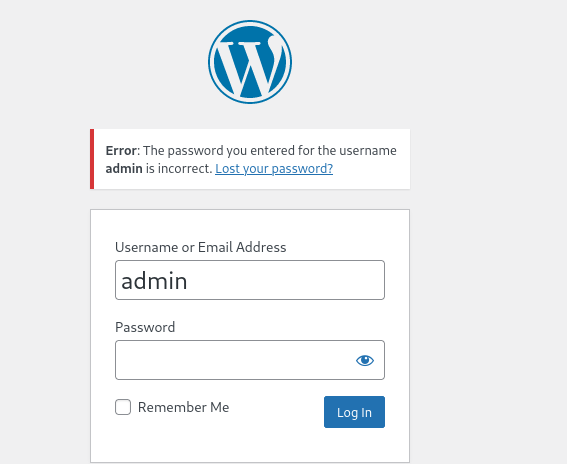 Error: The password you entered for the username
admin is incorrect. Lost your password?
Username or Email Address
admin
Password
Remember Me
Log In